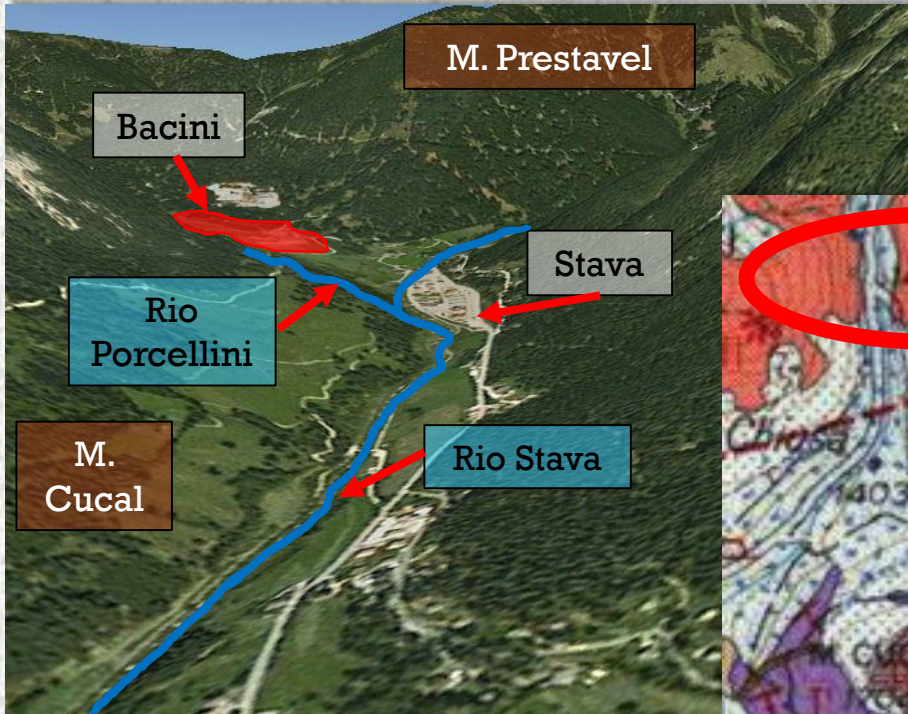 M. Prestavel
Bacini
Stava
Rio
Porcellini
M.
Cucal
Rio Stava
1403